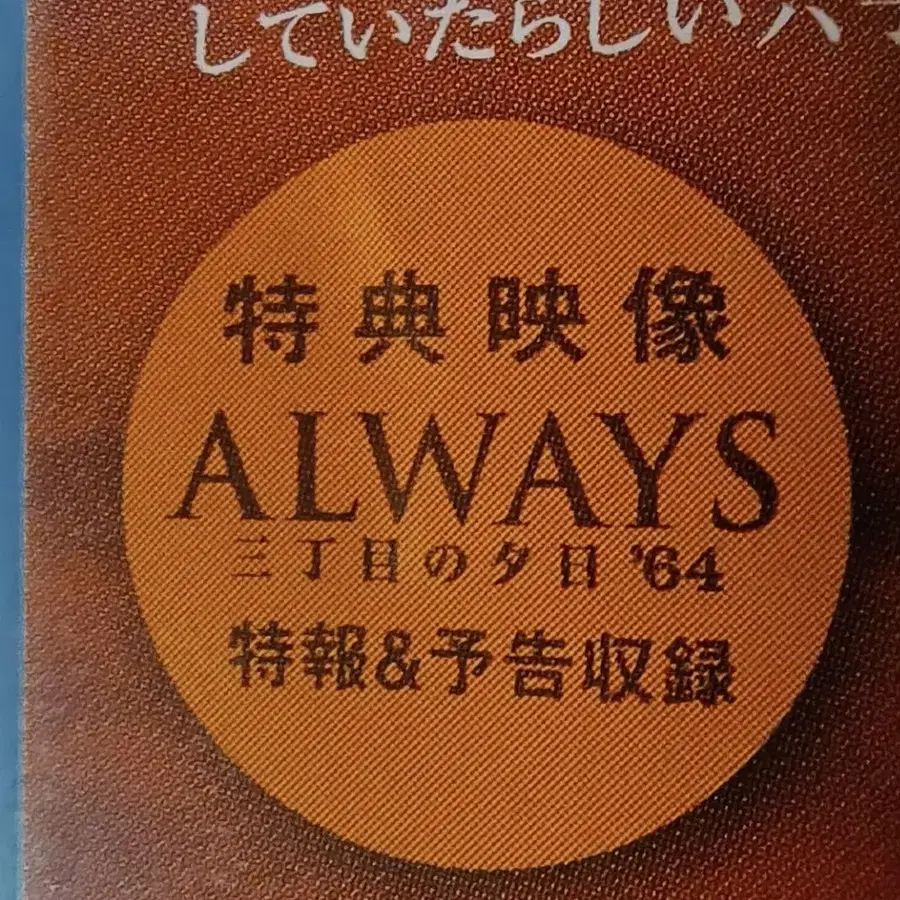 していたらしい
特典映像
ALWAYS
三丁目の夕日 '64
特報&予告収録